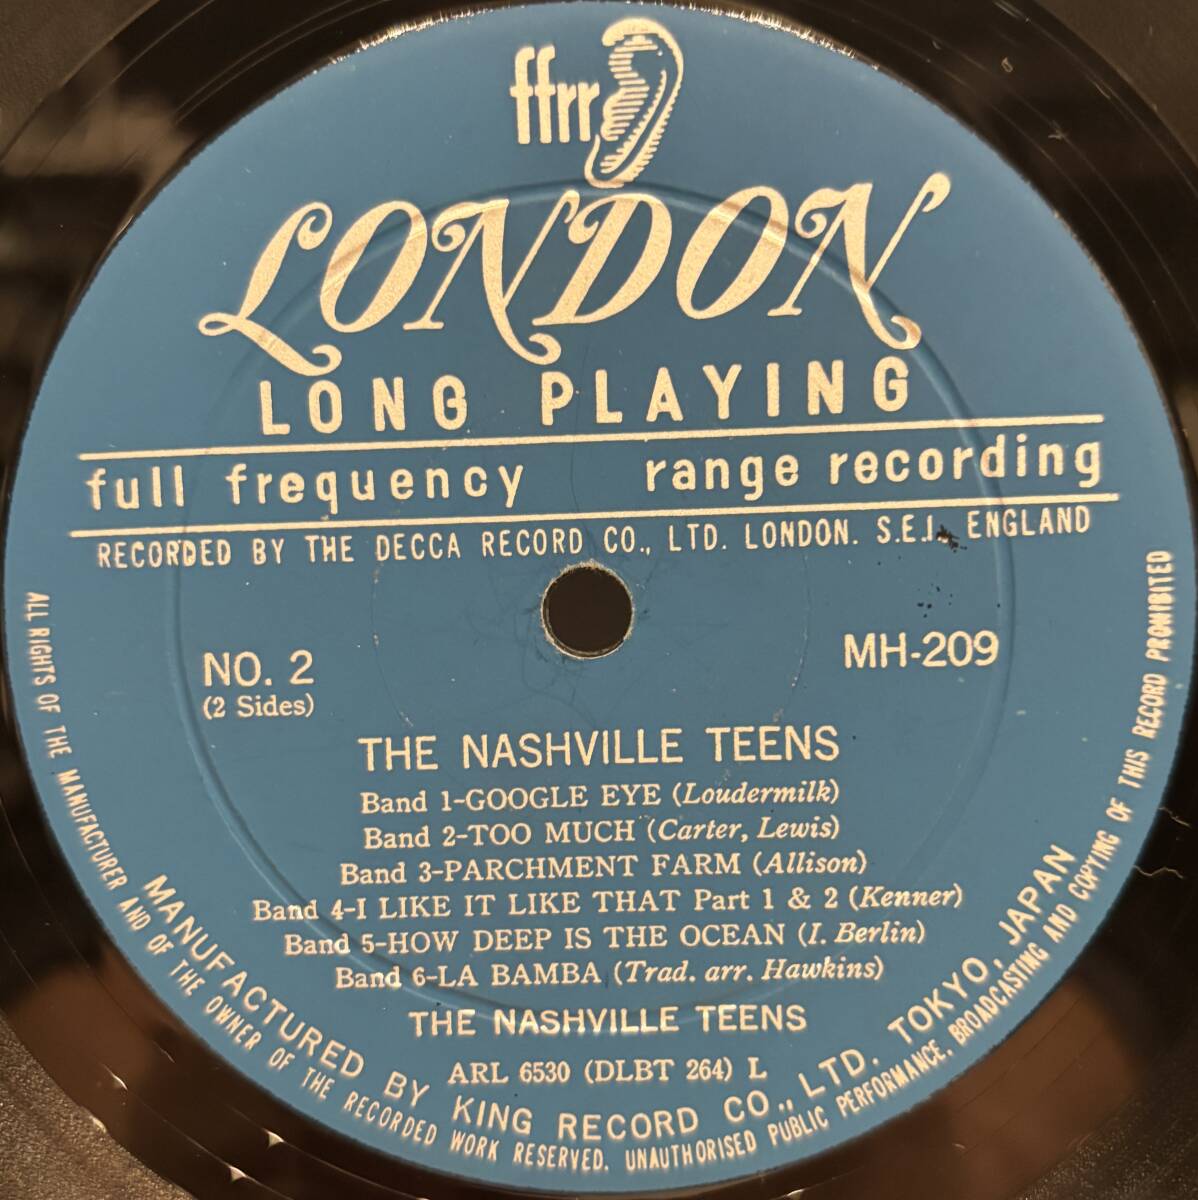 ffrr
LONDON
LONG PLAYING
full frequency range recording
RECORDED BY THE DECCA RECORD CO., LTD. LONDON. S.E.I. ENGLAND
NO. 2
(2 Sides)
MH-209
THE NASHVILLE TEENS
Band 1-GOOGLE EYE (Loudermilk)
Band 2-TOO MUCH (Carter, Lewis)
Band 3-PARCHMENT FARM (Allison)
Band 4-I LIKE IT LIKE THAT Part 1 & 2 (Kenner)
Band 5-HOW DEEP IS THE OCEAN (I. Berlin)
Band 6-LA BAMBA (Trad. arr. Hawkins)
THE NASHVILLE TEENS
ARL 6530 (DLBT 264) L
MANUFACTURED BY KING RECORD CO., LTD. TOKYO, JAPAN
ALL RIGHTS OF THE MANUFACTURER AND OF THE OWNER OF THE RECORDED WORK RESERVED. UNAUTHORISED PUBLIC PERFORMANCE, BROADCASTING AND COPYING OF THIS RECORD PROHIBITED